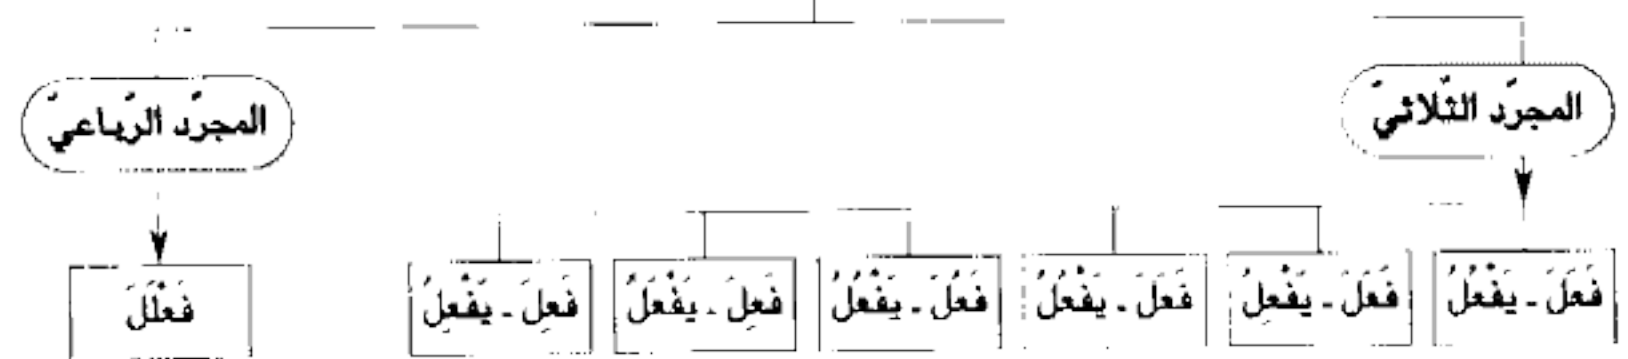 المجرّد الثّلاثيّ
المجرّد الرّباعيّ
فَعَلَ - يَفْعُلُ
فَعَلَ - يَفْعِلُ
فَعَلَ - يَفْعَلُ
فَعُلَ - يَفْعُلُ
فَعِلَ - يَفْعَلُ
فَعِلَ - يَفْعِلُ
فَعْلَلَ